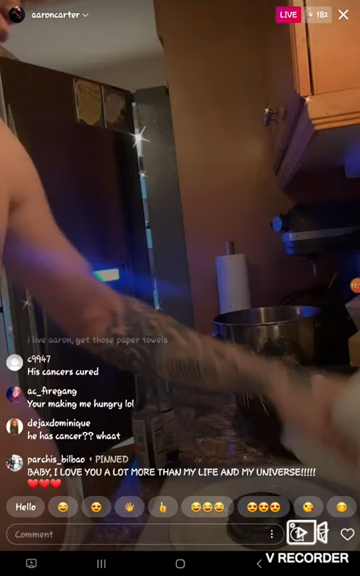 aaroncarter
LIVE
182
i live aaron, get those paper towels
c9947
His cancers cured
ac_firegang
Your making me hungry lol
dejaxdominique
he has cancer?? whaat
parchis_bilbao • PINNED
BABY, I LOVE YOU A LOT MORE THAN MY LIFE AND MY UNIVERSE!!!!!
Hello
Comment
V RECORDER